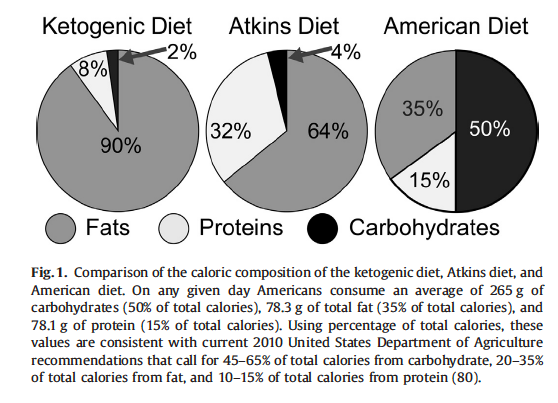 Ketogenic Diet Atkins Diet American Diet
2% 4%
8%
35%
90% 32% 64% 50%
15%
Fats Proteins Carbohydrates
Fig. 1. Comparison of the caloric composition of the ketogenic diet, Atkins diet, and
American diet. On any given day Americans consume an average of 265 g of
carbohydrates (50% of total calories), 78.3 g of total fat (35% of total calories), and
78.1 g of protein (15% of total calories). Using percentage of total calories, these
values are consistent with current 2010 United States Department of Agriculture
recommendations that call for 45–65% of total calories from carbohydrate, 20–35%
of total calories from fat, and 10–15% of total calories from protein (80).